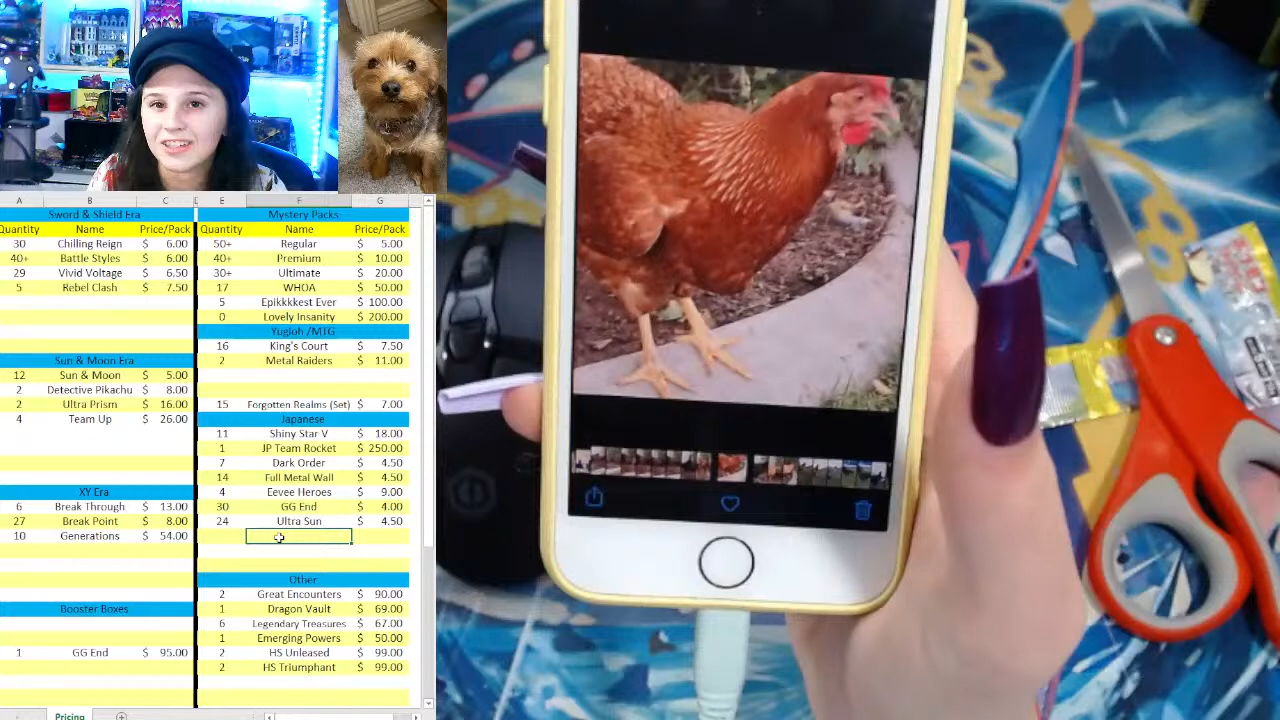 A B C E F G
Sword & Shield Era
Quantity Name Price/Pack
30 Chilling Reign $ 6.00
40+ Battle Styles $ 6.00
29 Vivid Voltage $ 6.50
5 Rebel Clash $ 7.50
Sun & Moon Era
12 Sun & Moon $ 5.00
2 Detective Pikachu $ 8.00
2 Ultra Prism $ 16.00
4 Team Up $ 26.00
XY Era
6 Break Through $ 13.00
27 Break Point $ 8.00
10 Generations $ 54.00
Booster Boxes
1 GG End $ 95.00
Mystery Packs
Quantity Name Price/Pack
50+ Regular $ 5.00
40+ Premium $ 10.00
30+ Ultimate $ 20.00
17 WHOA $ 50.00
5 Epikkkkest Ever $ 100.00
0 Lovely Insanity $ 200.00
Yugioh /MTG
16 King's Court $ 7.50
2 Metal Raiders $ 11.00
15 Forgotten Realms (Set) $ 7.00
Japanese
11 Shiny Star V $ 18.00
1 JP Team Rocket $ 250.00
7 Dark Order $ 4.50
14 Full Metal Wall $ 4.50
4 Eevee Heroes $ 9.00
30 GG End $ 4.00
24 Ultra Sun $ 4.50
Other
2 Great Encounters $ 90.00
1 Dragon Vault $ 69.00
6 Legendary Treasures $ 67.00
1 Emerging Powers $ 50.00
2 HS Unleased $ 99.00
2 HS Triumphant $ 99.00
Pricing